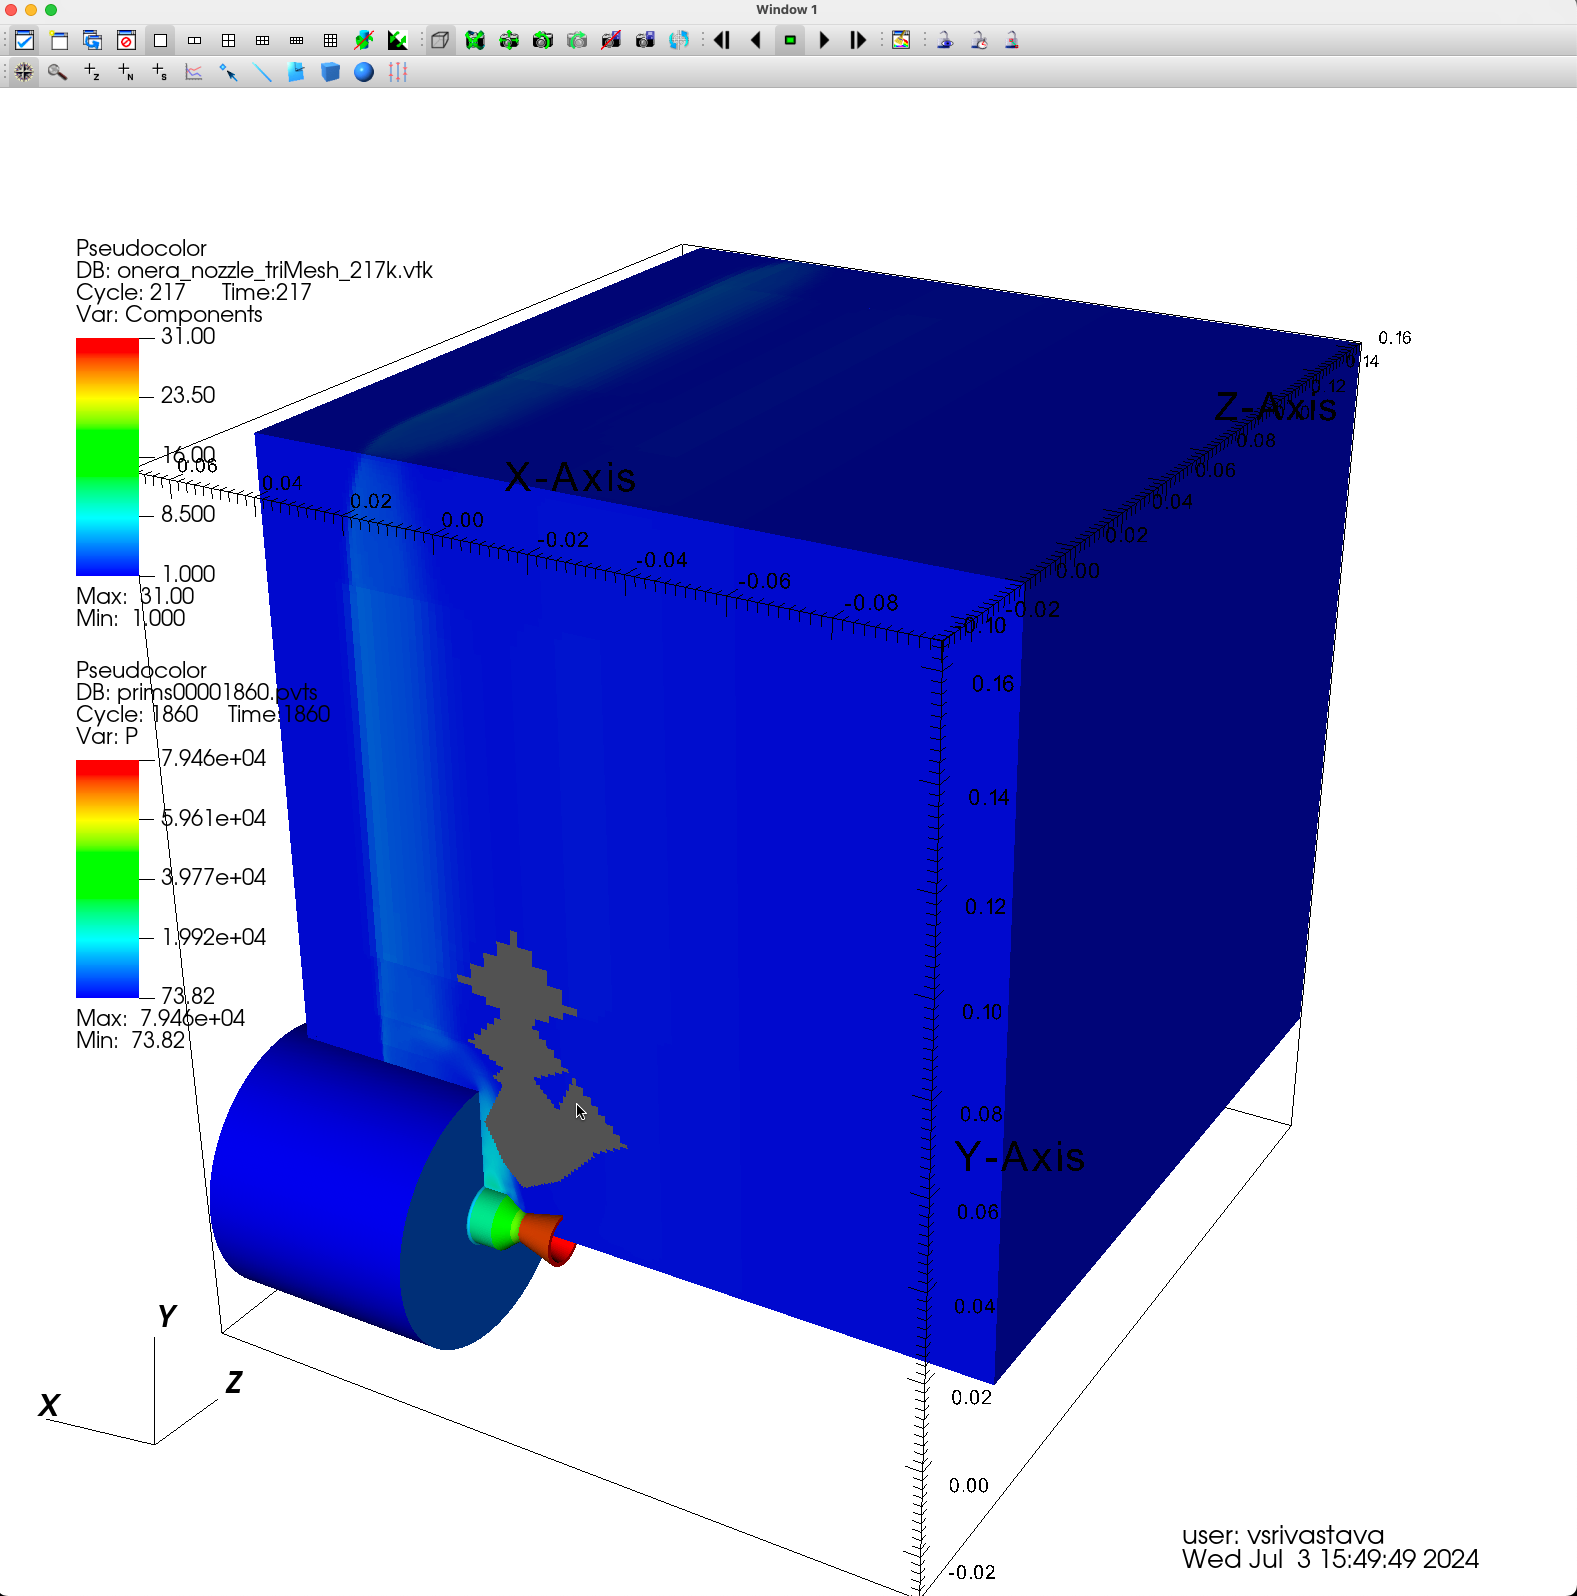 Window 1
Pseudocolor
DB: onera_nozzle_triMesh_217k.vtk
Cycle: 217 Time:217
Var: Components
31.00
23.50
16.00
8.500
1.000
Max: 31.00
Min: 1.000
Pseudocolor
DB: prims00001860.pvts
Cycle: 1860 Time:1860
Var: P
7.946e+04
5.961e+04
3.977e+04
1.992e+04
73.82
Max: 7.946e+04
Min: 73.82
X-Axis
0.06
0.04
0.02
0.00
-0.02
-0.04
-0.06
-0.08
-0.10
Z-Axis
0.16
0.14
0.12
0.08
0.06
0.04
0.02
0.00
-0.02
Y-Axis
0.16
0.14
0.12
0.10
0.08
0.06
0.04
0.02
0.00
-0.02
Y
Z
X
user: vsrivastava
Wed Jul 3 15:49:49 2024